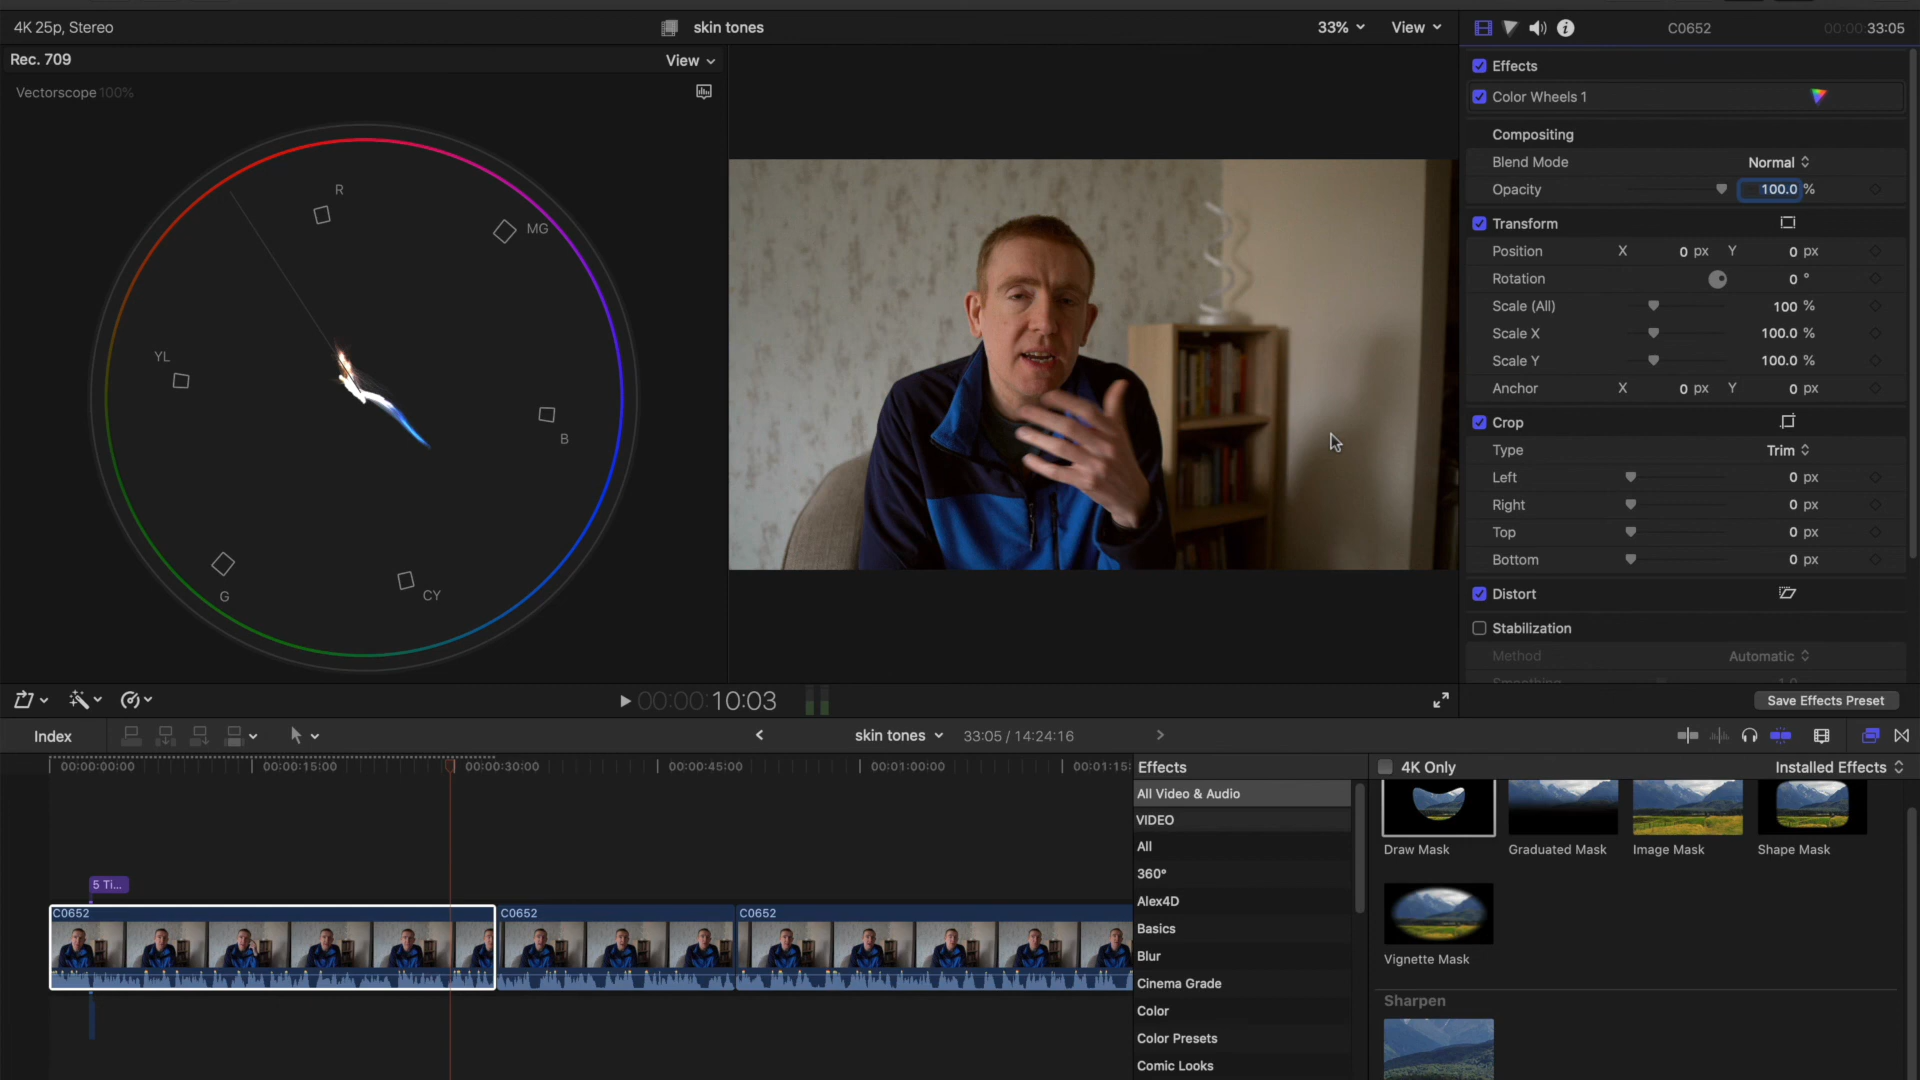 4K 25p, Stereo
skin tones
33%
View
C0652
00:00:33:05
Rec. 709
View
Vectorscope 100%
R
MG
YL
B
G
CY
Effects
Color Wheels 1
Compositing
Blend Mode
Normal
Opacity
100.0 %
Transform
Position X 0 px Y 0 px
Rotation 0 °
Scale (All) 100 %
Scale X 100.0 %
Scale Y 100.0 %
Anchor X 0 px Y 0 px
Crop
Type Trim
Left 0 px
Right 0 px
Top 0 px
Bottom 0 px
Distort
Stabilization
Method Automatic
Smoothing 1.0
00:00:10:03
Save Effects Preset
Index
skin tones
33:05 / 14:24:16
00:00:00:00
00:00:15:00
00:00:30:00
00:00:45:00
00:01:00:00
00:01:15:
5 Ti...
C0652
C0652
C0652
Effects
All Video & Audio
VIDEO
All
360°
Alex4D
Basics
Blur
Cinema Grade
Color
Color Presets
Comic Looks
4K Only
Installed Effects
Draw Mask
Graduated Mask
Image Mask
Shape Mask
Vignette Mask
Sharpen